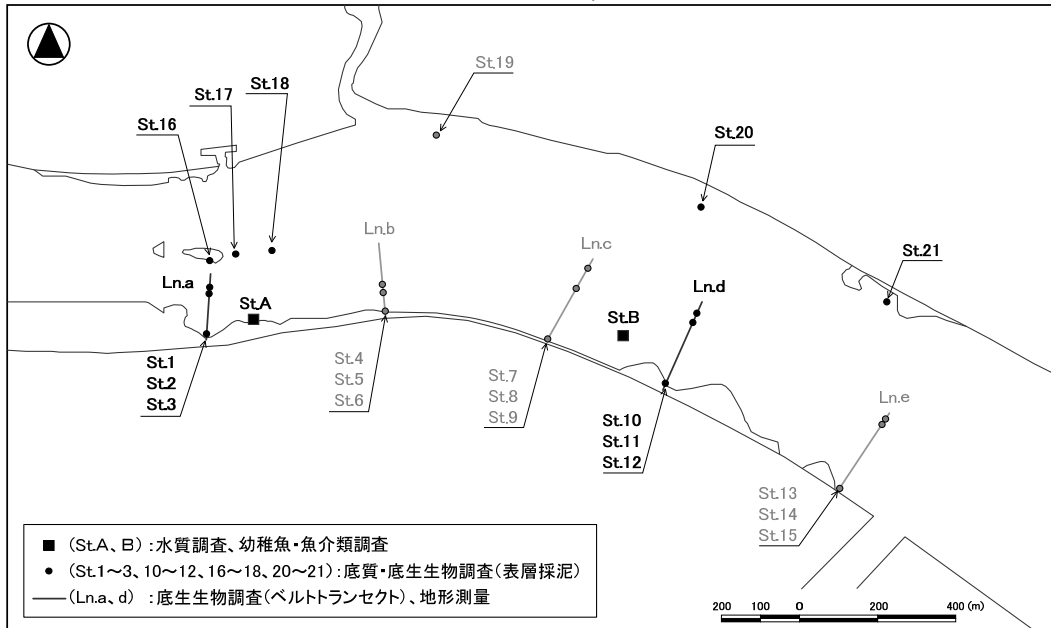 St.19
St.18
St.17
St.16
St.20
Ln.b
Ln.c
St.21
Ln.a
Ln.d
St.A
St.B
St.1
St.2
St.3
St.4
St.5
St.6
St.7
St.8
St.9
Ln.e
St.10
St.11
St.12
St.13
St.14
St.15
(St.A、B):水質調査、幼稚魚・魚介類調査
(St.1～3、10～12、16～18、20～21):底質・底生生物調査(表層採泥)
(Ln.a、d):底生生物調査(ベルトトランセクト)、地形測量
200 100 0 200 400 (m)